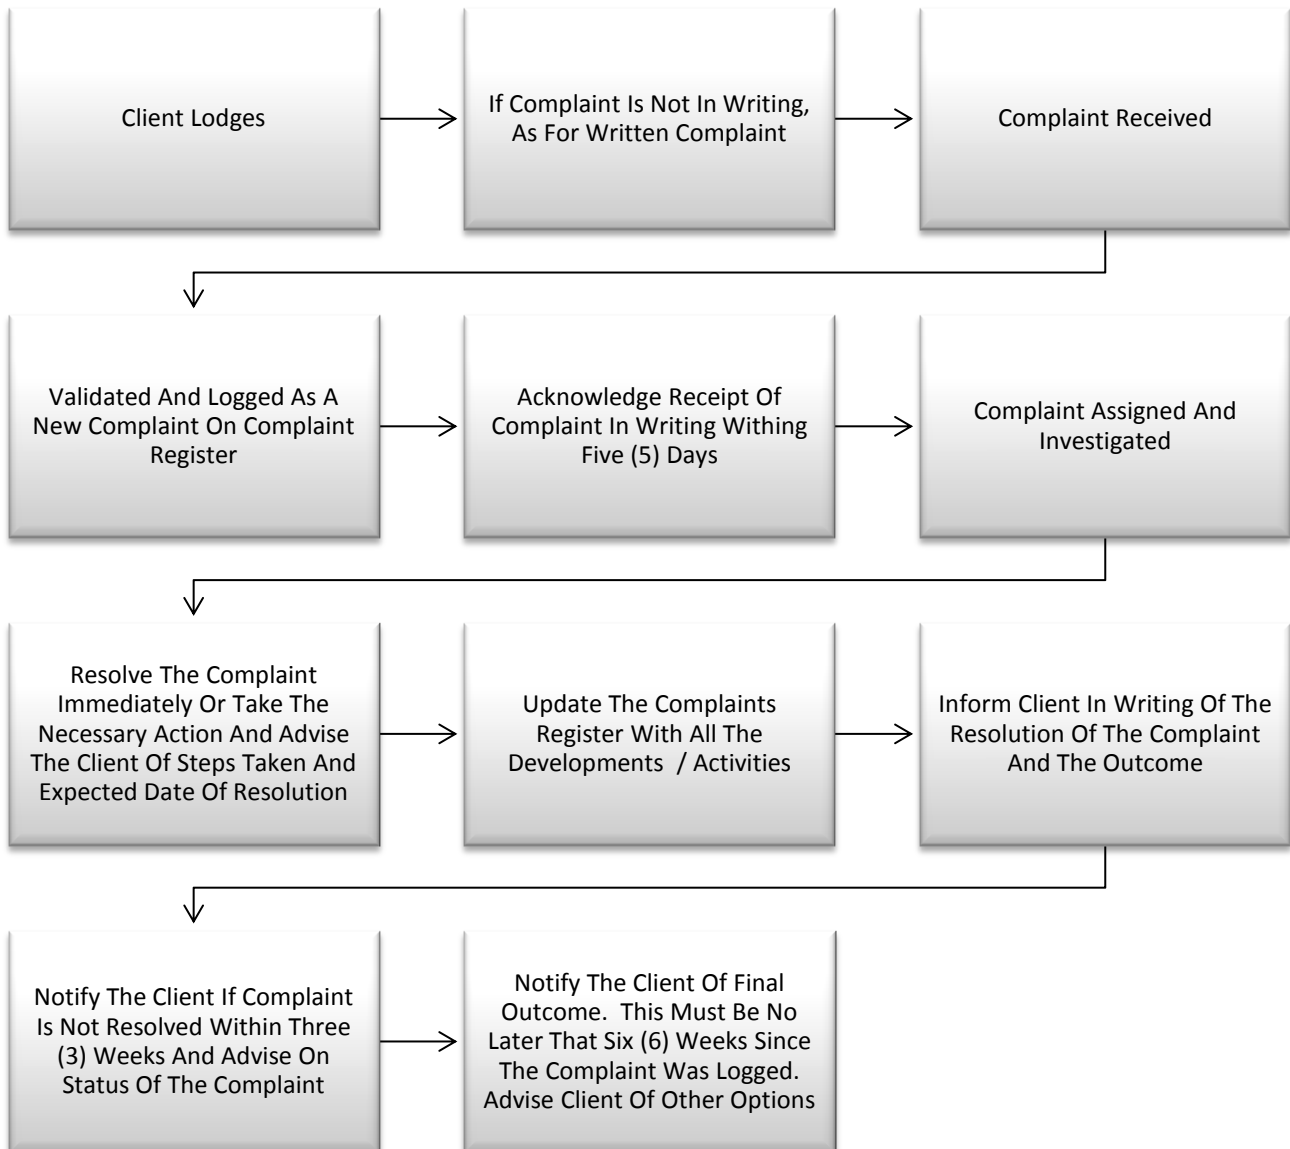 Client Lodges
If Complaint Is Not In Writing,
As For Written Complaint
Complaint Received
Validated And Logged As A
New Complaint On Complaint
Register
Acknowledge Receipt Of
Complaint In Writing Withing
Five (5) Days
Complaint Assigned And
Investigated
Resolve The Complaint
Immediately Or Take The
Necessary Action And Advise
The Client Of Steps Taken And
Expected Date Of Resolution
Update The Complaints
Register With All The
Developments / Activities
Inform Client In Writing Of The
Resolution Of The Complaint
And The Outcome
Notify The Client If Complaint
Is Not Resolved Within Three
(3) Weeks And Advise On
Status Of The Complaint
Notify The Client Of Final
Outcome. This Must Be No
Later That Six (6) Weeks Since
The Complaint Was Logged.
Advise Client Of Other Options